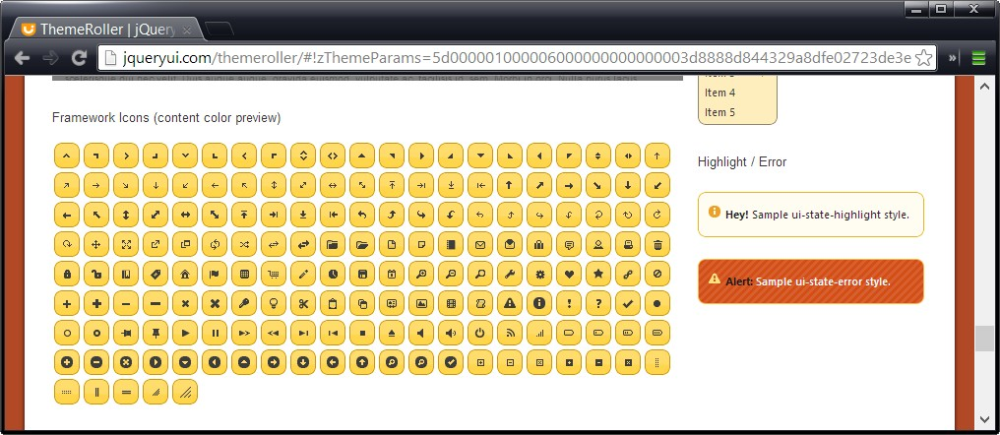 ThemeRoller | jQuery
jqueryui.com/themeroller/#!zThemeParams=5d00000100000600000000000000003d8888d844329a8dfe02723de3e
Item 4
Item 5
Framework Icons (content color preview)
Highlight / Error
Hey! Sample ui-state-highlight style.
Alert: Sample ui-state-error style.